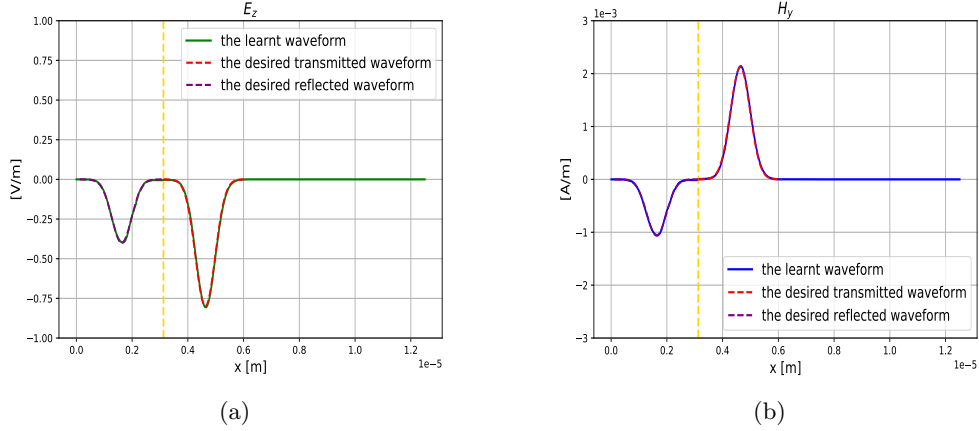 E_z
1.00
0.75
0.50
0.25
0.00
−0.25
−0.50
−0.75
−1.00
[V/m]
the learnt waveform
the desired transmitted waveform
the desired reflected waveform
0.0 0.2 0.4 0.6 0.8 1.0 1.2
1e−5
x [m]
(a)
H_y
1e−3
3
2
1
0
−1
−2
−3
[A/m]
the learnt waveform
the desired transmitted waveform
the desired reflected waveform
0.0 0.2 0.4 0.6 0.8 1.0 1.2
1e−5
x [m]
(b)